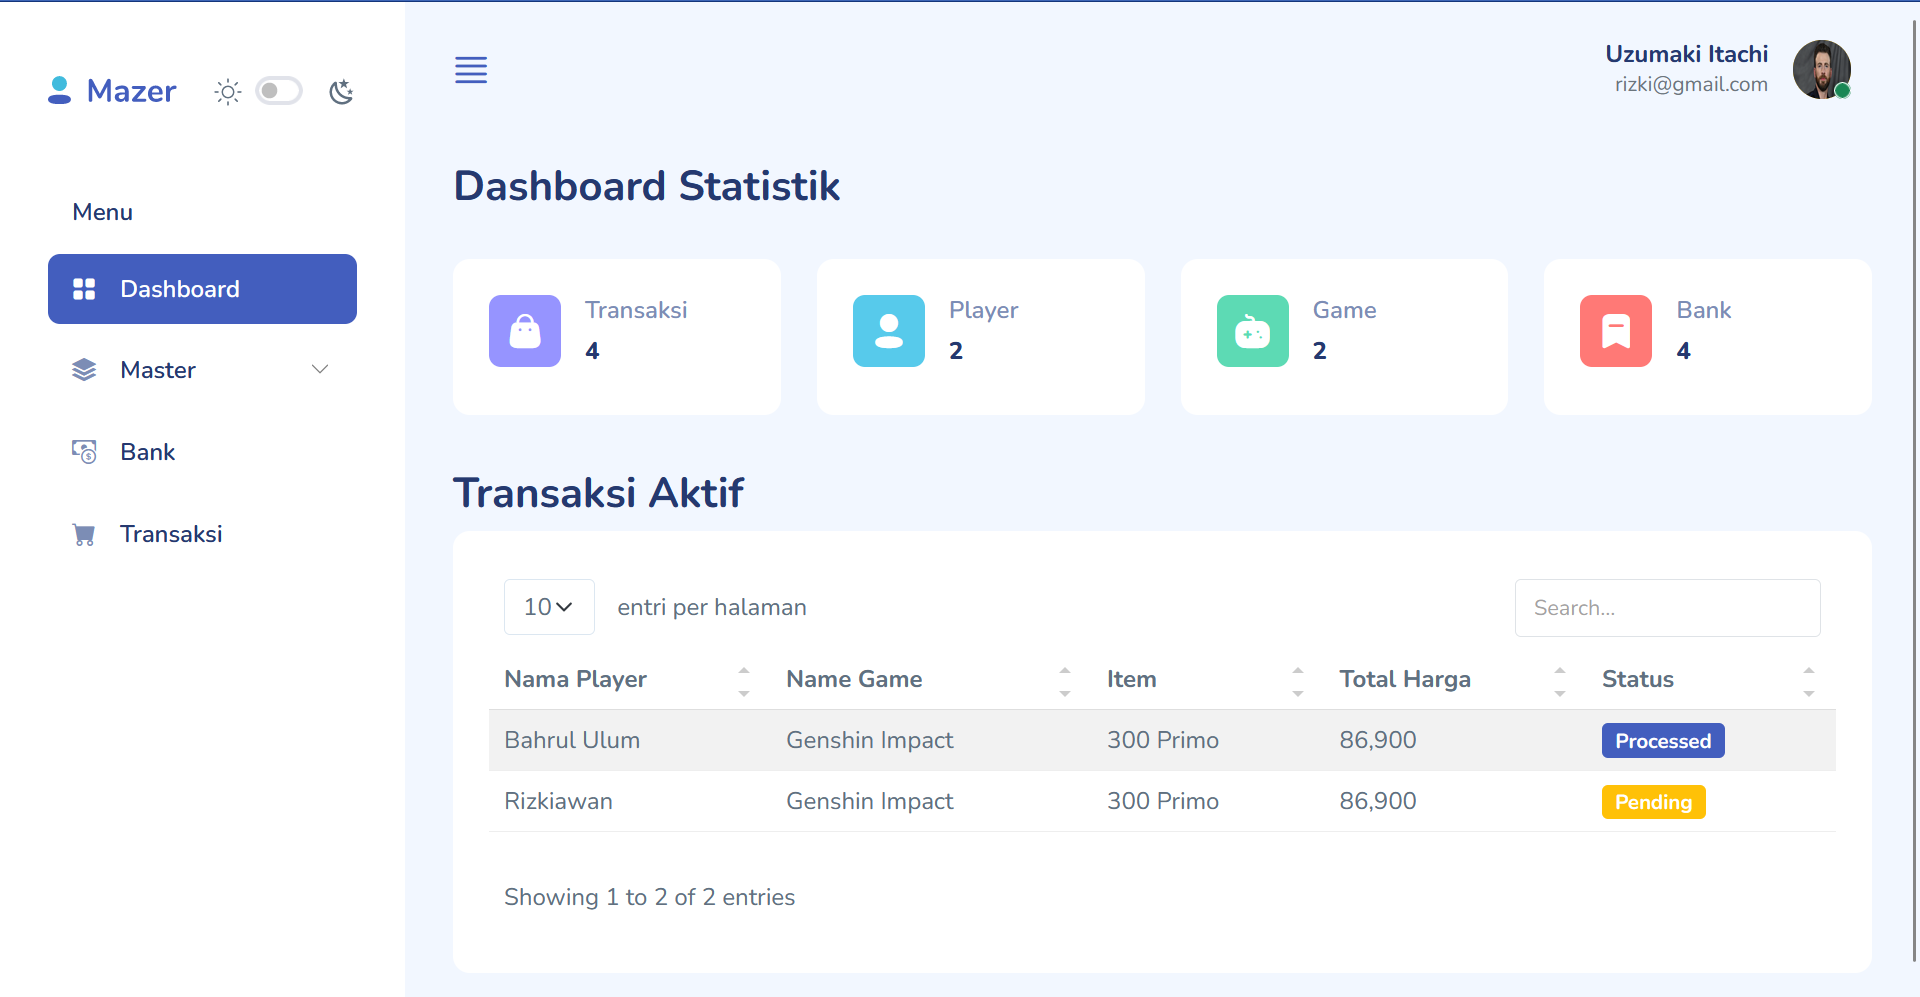 Mazer
Uzumaki Itachi
rizki@gmail.com
Menu
Dashboard
Master
Bank
Transaksi
Dashboard Statistik
Transaksi
4
Player
2
Game
2
Bank
4
Transaksi Aktif
10 entri per halaman
Search...
Nama Player Name Game Item Total Harga Status
Bahrul Ulum Genshin Impact 300 Primo 86,900 Processed
Rizkiawan Genshin Impact 300 Primo 86,900 Pending
Showing 1 to 2 of 2 entries